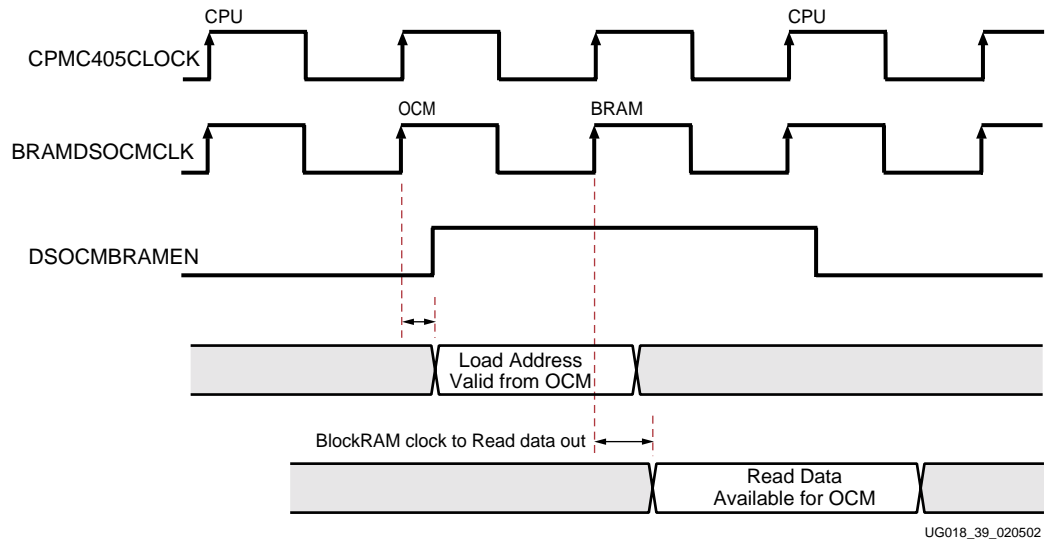 CPU
CPU
CPMC405CLOCK
OCM
BRAM
BRAMDSOCMCLK
DSOCMBRAMEN
Load Address
Valid from OCM
BlockRAM clock to Read data out
Read Data
Available for OCM
UG018_39_020502